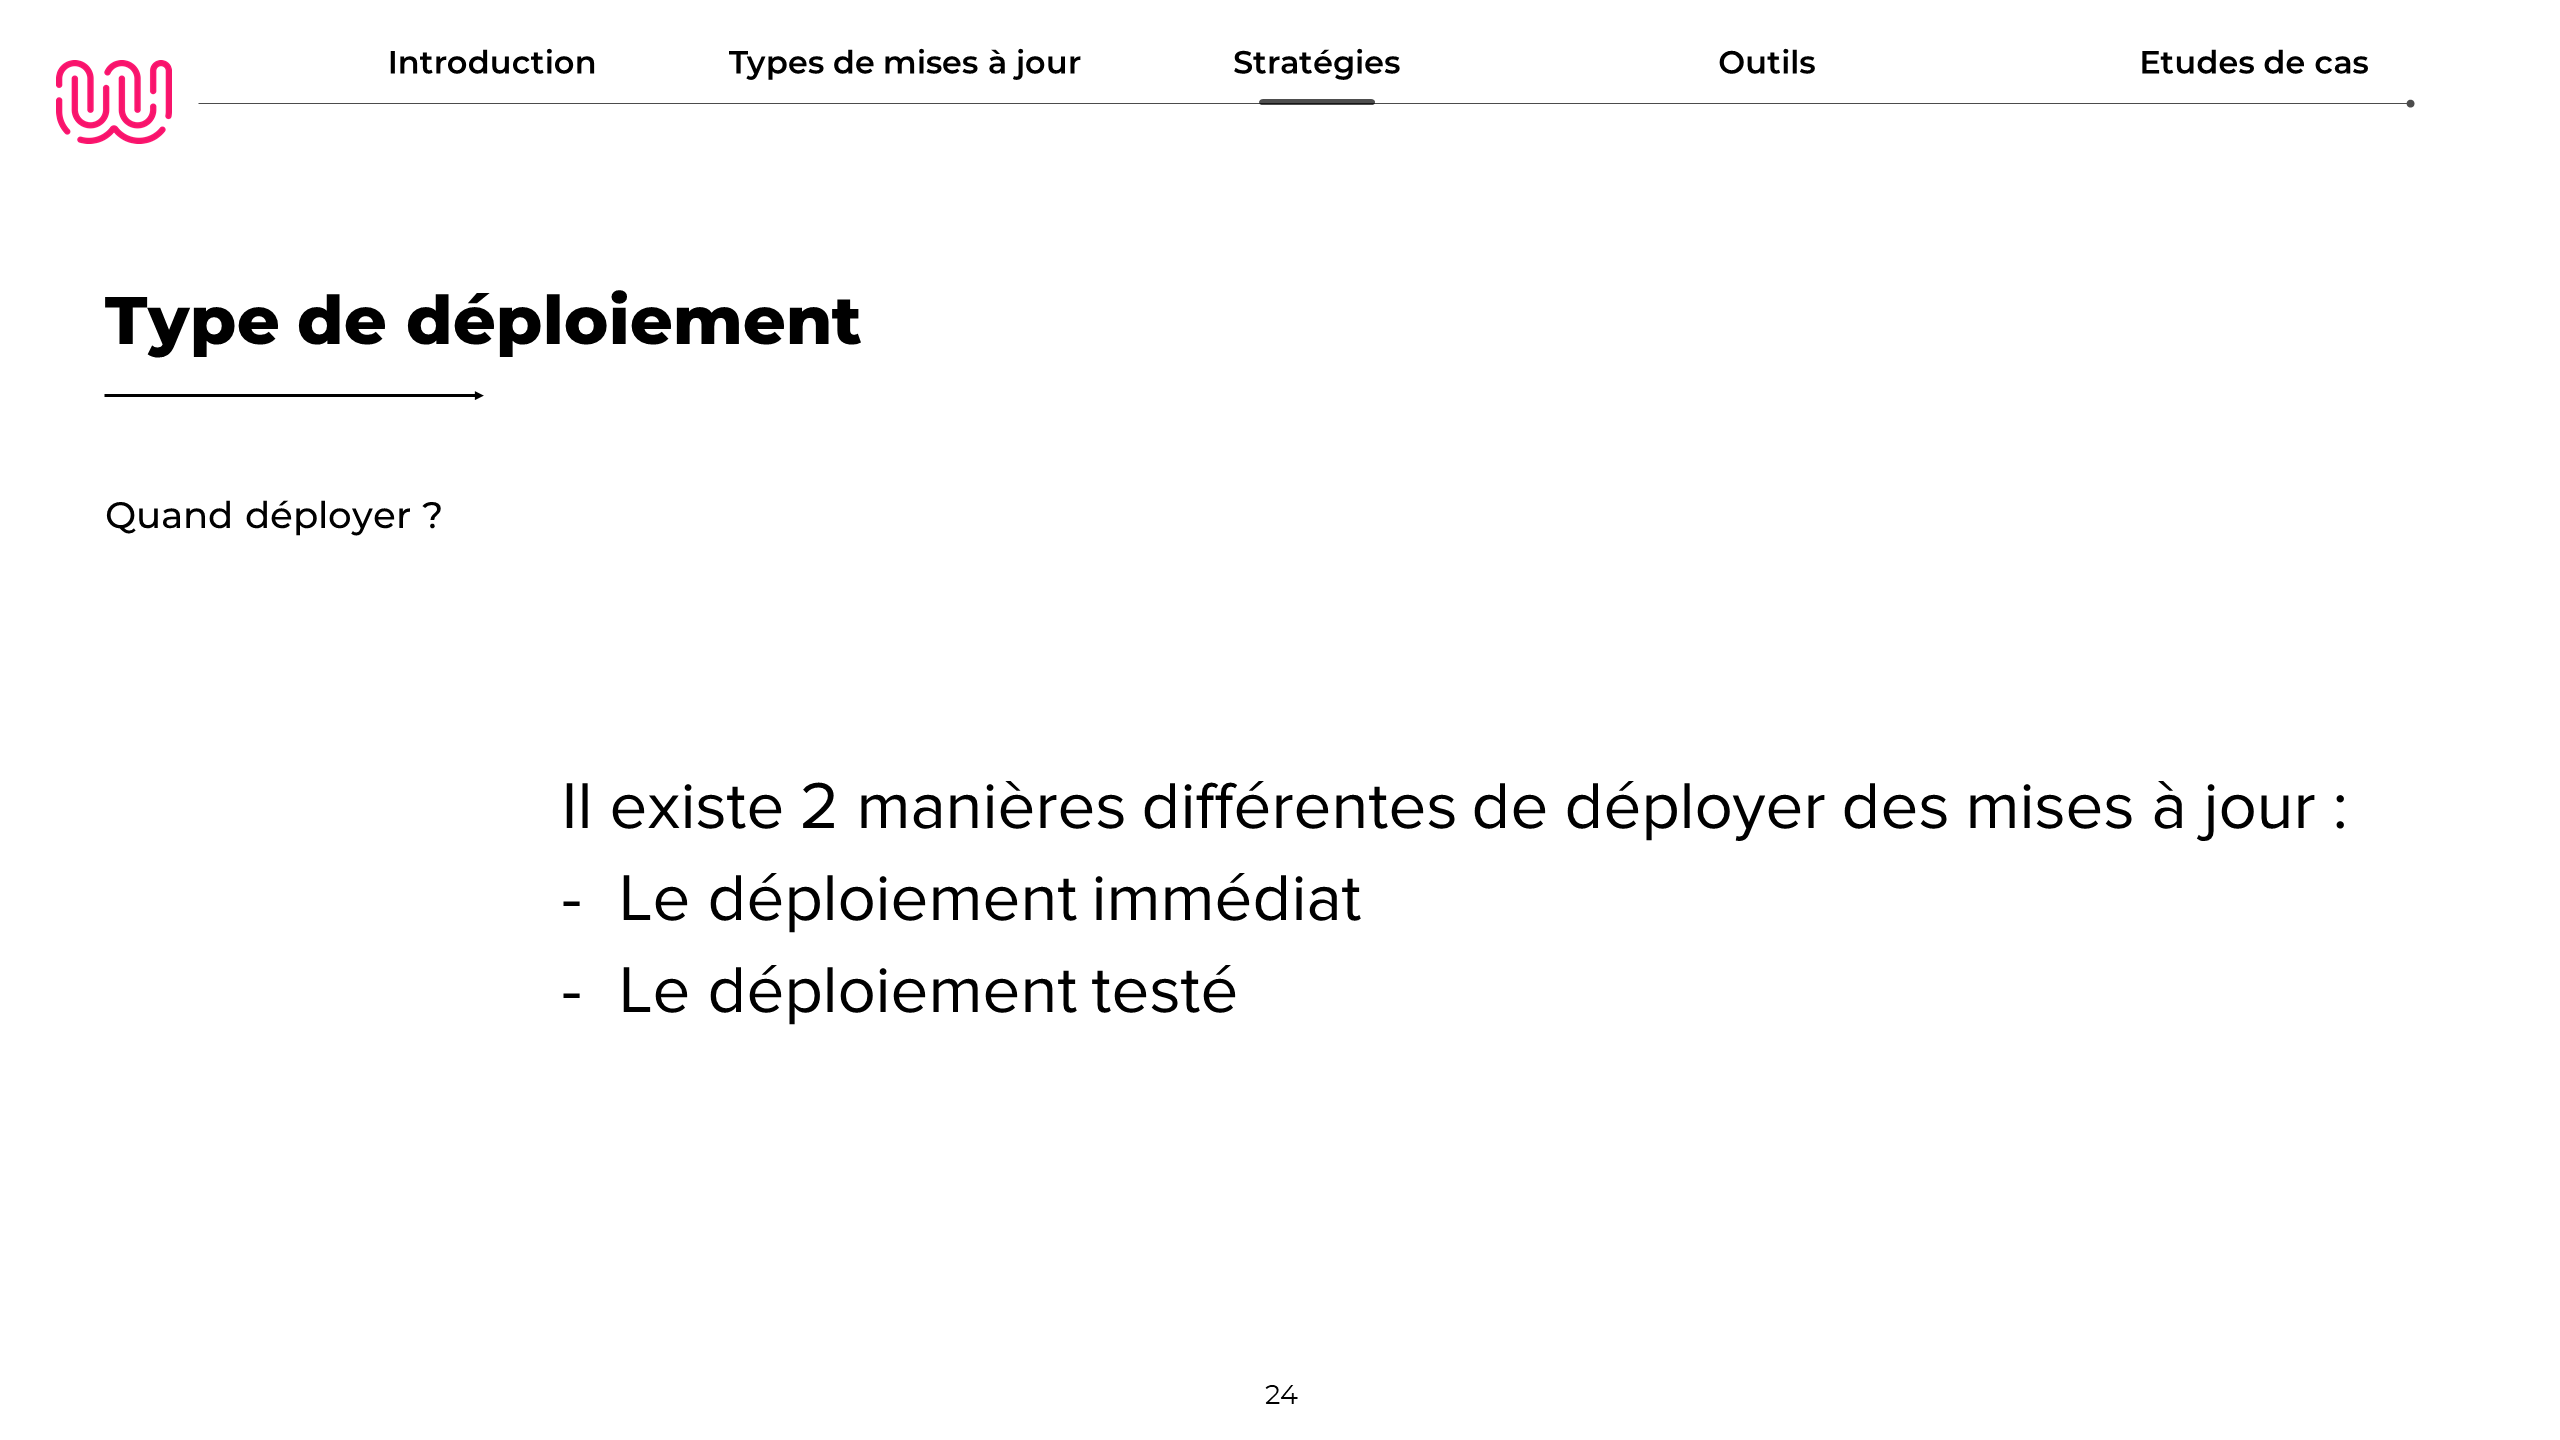 Introduction
Types de mises à jour
Stratégies
Outils
Etudes de cas
Type de déploiement
Quand déployer ?
Il existe 2 manières différentes de déployer des mises à jour :
- Le déploiement immédiat
- Le déploiement testé
24